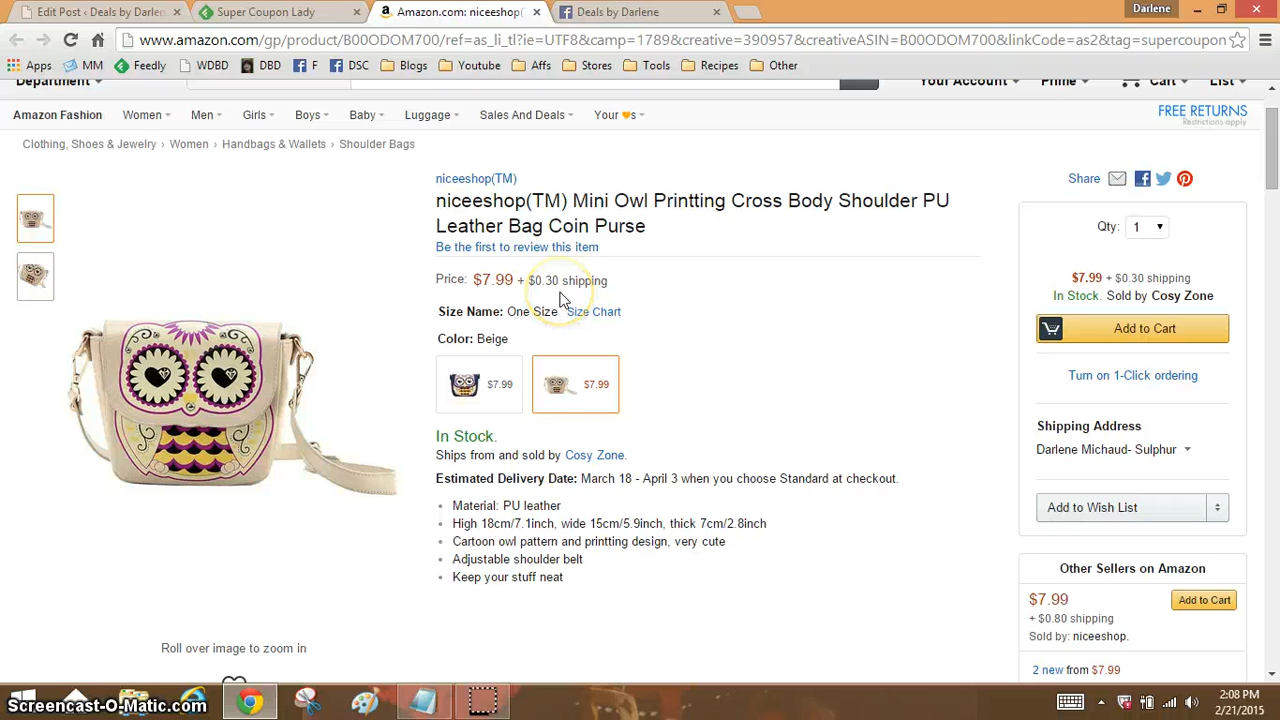 Edit Post ‹ Deals by Darlen
Super Coupon Lady
Amazon.com: niceeshop(
Deals by Darlene
Darlene
www.amazon.com/gp/product/B00ODOM700/ref=as_li_tl?ie=UTF8&camp=1789&creative=390957&creativeASIN=B00ODOM700&linkCode=as2&tag=supercoupon
Apps MM Feedly WDBD DBD F DSC Blogs Youtube Affs Stores Tools Recipes Other
Department Your Account Prime Cart List
Amazon Fashion Women Men Girls Boys Baby Luggage Sales And Deals Your s
FREE RETURNS
Restrictions apply
Clothing, Shoes & Jewelry › Women › Handbags & Wallets › Shoulder Bags
niceeshop(TM)
niceeshop(TM) Mini Owl Printting Cross Body Shoulder PU
Leather Bag Coin Purse
Be the first to review this item
Price: $7.99 + $0.30 shipping
Size Name: One Size Size Chart
Color: Beige
$7.99 $7.99
In Stock.
Ships from and sold by Cosy Zone.
Estimated Delivery Date: March 18 - April 3 when you choose Standard at checkout.
• Material: PU leather
• High 18cm/7.1inch, wide 15cm/5.9inch, thick 7cm/2.8inch
• Cartoon owl pattern and printting design, very cute
• Adjustable shoulder belt
• Keep your stuff neat
Roll over image to zoom in
Share
Qty: 1
$7.99 + $0.30 shipping
In Stock. Sold by Cosy Zone
Add to Cart
Turn on 1-Click ordering
Shipping Address
Darlene Michaud- Sulphur
Add to Wish List
Other Sellers on Amazon
$7.99 Add to Cart
+ $0.80 shipping
Sold by: niceeshop.
2 new from $7.99
Screencast-O-Matic.com
2:08 PM
2/21/2015